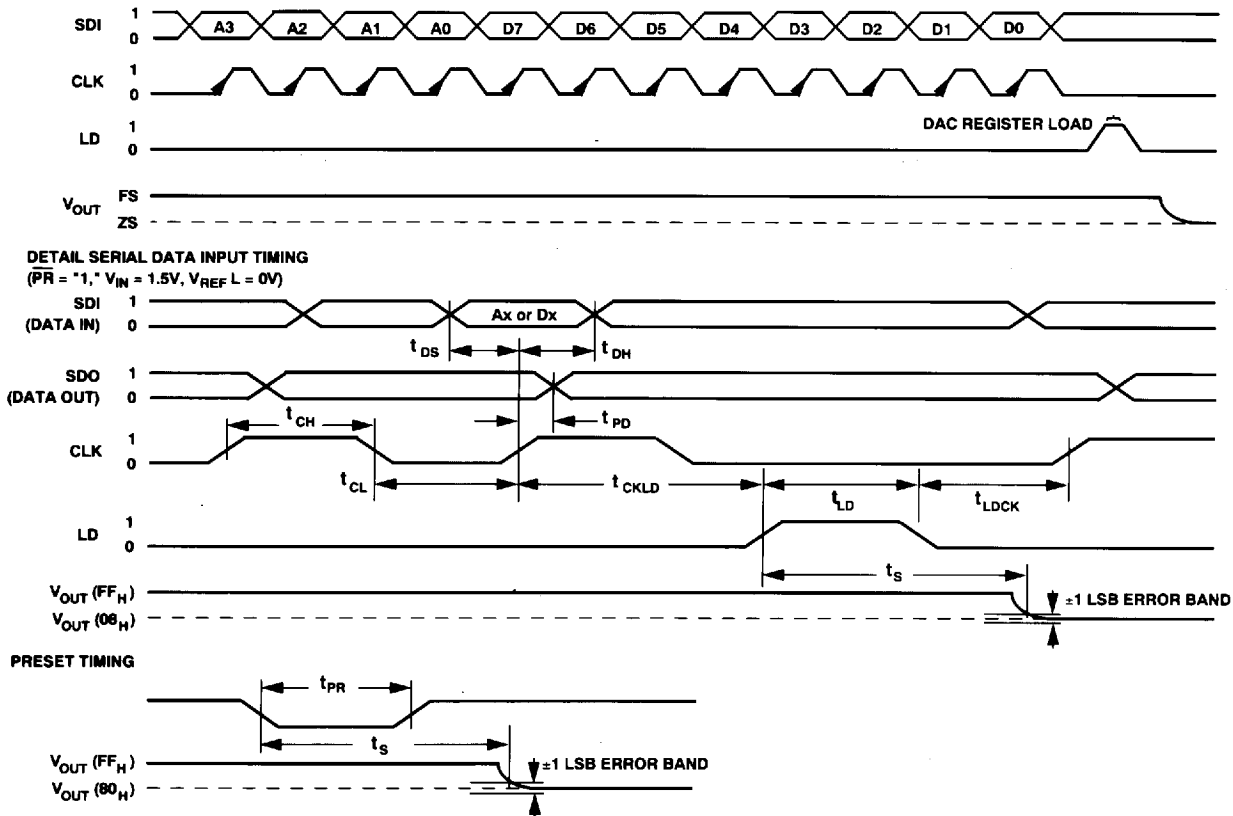 SDI 1 0 A3 A2 A1 A0 D7 D6 D5 D4 D3 D2 D1 D0
CLK 1 0
LD 1 0 DAC REGISTER LOAD
VOUT FS ZS
DETAIL SERIAL DATA INPUT TIMING
(PR = "1," VIN = 1.5V, VREF L = 0V)
SDI (DATA IN) 1 0 Ax or Dx
tDS tDH
SDO (DATA OUT) 1 0
tCH tPD
CLK 1 0
tCL tCKLD tLD tLDCK
LD 1 0
tS
VOUT (FFH) ±1 LSB ERROR BAND
VOUT (06H)
PRESET TIMING
tPR
tS
VOUT (FFH) ±1 LSB ERROR BAND
VOUT (80H)